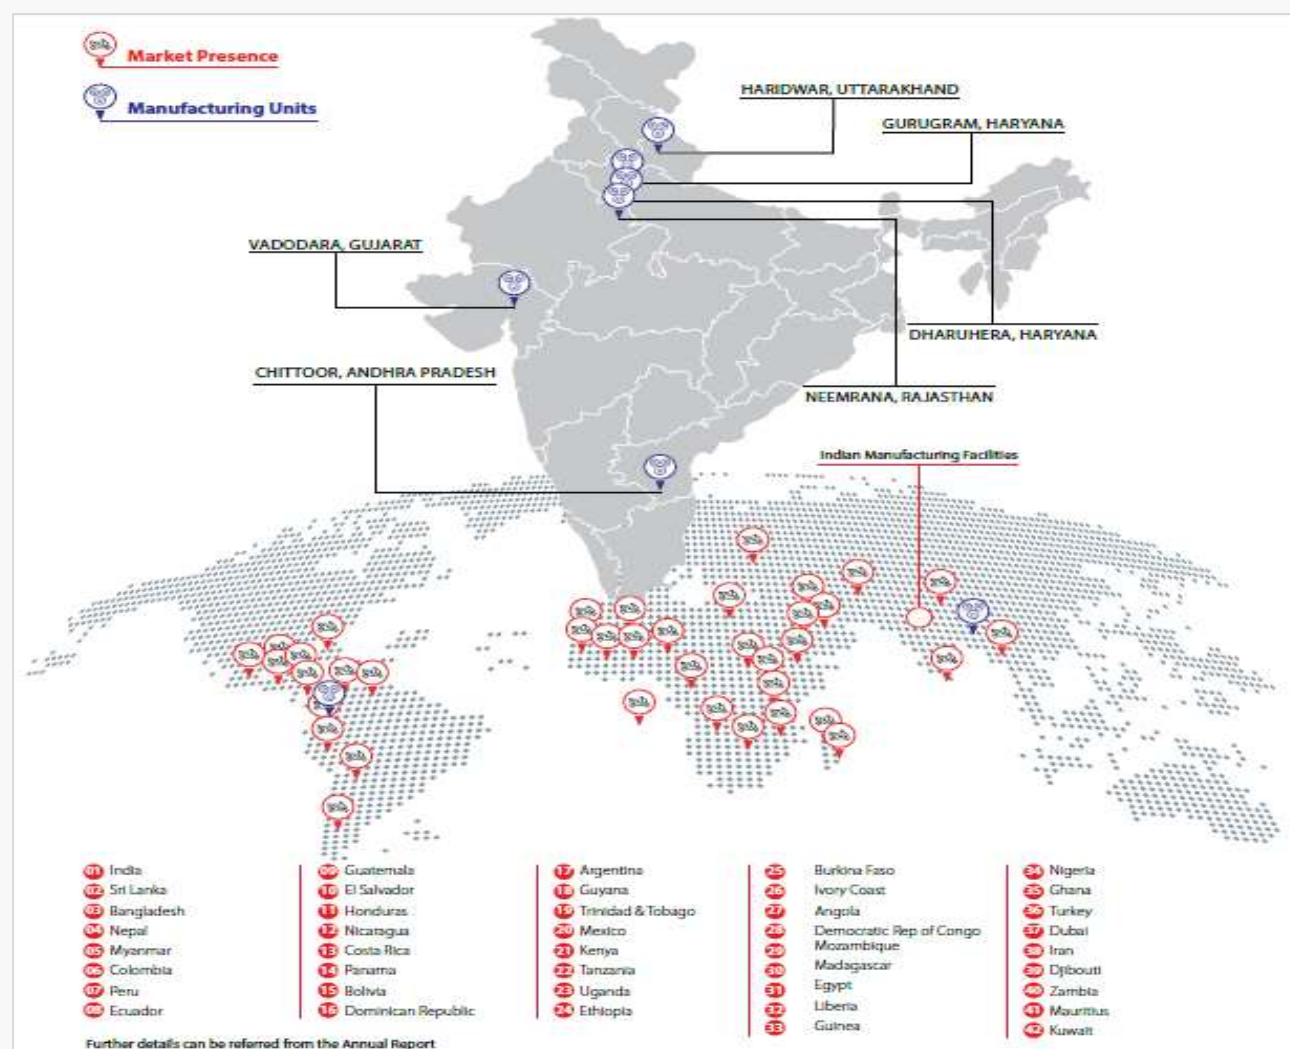 Market Presence
Manufacturing Units
HARIDWAR, UTTARAKHAND
GURUGRAM, HARYANA
VADODARA, GUJARAT
DHARUHERA, HARYANA
CHITTOOR, ANDHRA PRADESH
NEEMRANA, RAJASTHAN
Indian Manufacturing Facilities
01 India
02 Sri Lanka
03 Bangladesh
04 Nepal
05 Myanmar
06 Colombia
07 Peru
08 Ecuador
09 Guatemala
10 El Salvador
11 Honduras
12 Nicaragua
13 Costa Rica
14 Panama
15 Bolivia
16 Dominican Republic
17 Argentina
18 Guyana
19 Trinidad & Tobago
20 Mexico
21 Kenya
22 Tanzania
23 Uganda
24 Ethiopia
25 Burkina Faso
26 Ivory Coast
27 Angola
28 Democratic Rep of Congo
29 Mozambique
30 Madagascar
31 Egypt
32 Liberia
33 Guinea
34 Nigeria
35 Ghana
36 Turkey
37 Dubai
38 Iran
39 Djibouti
40 Zambia
41 Mauritius
42 Kuwait
Further details can be referred from the Annual Report